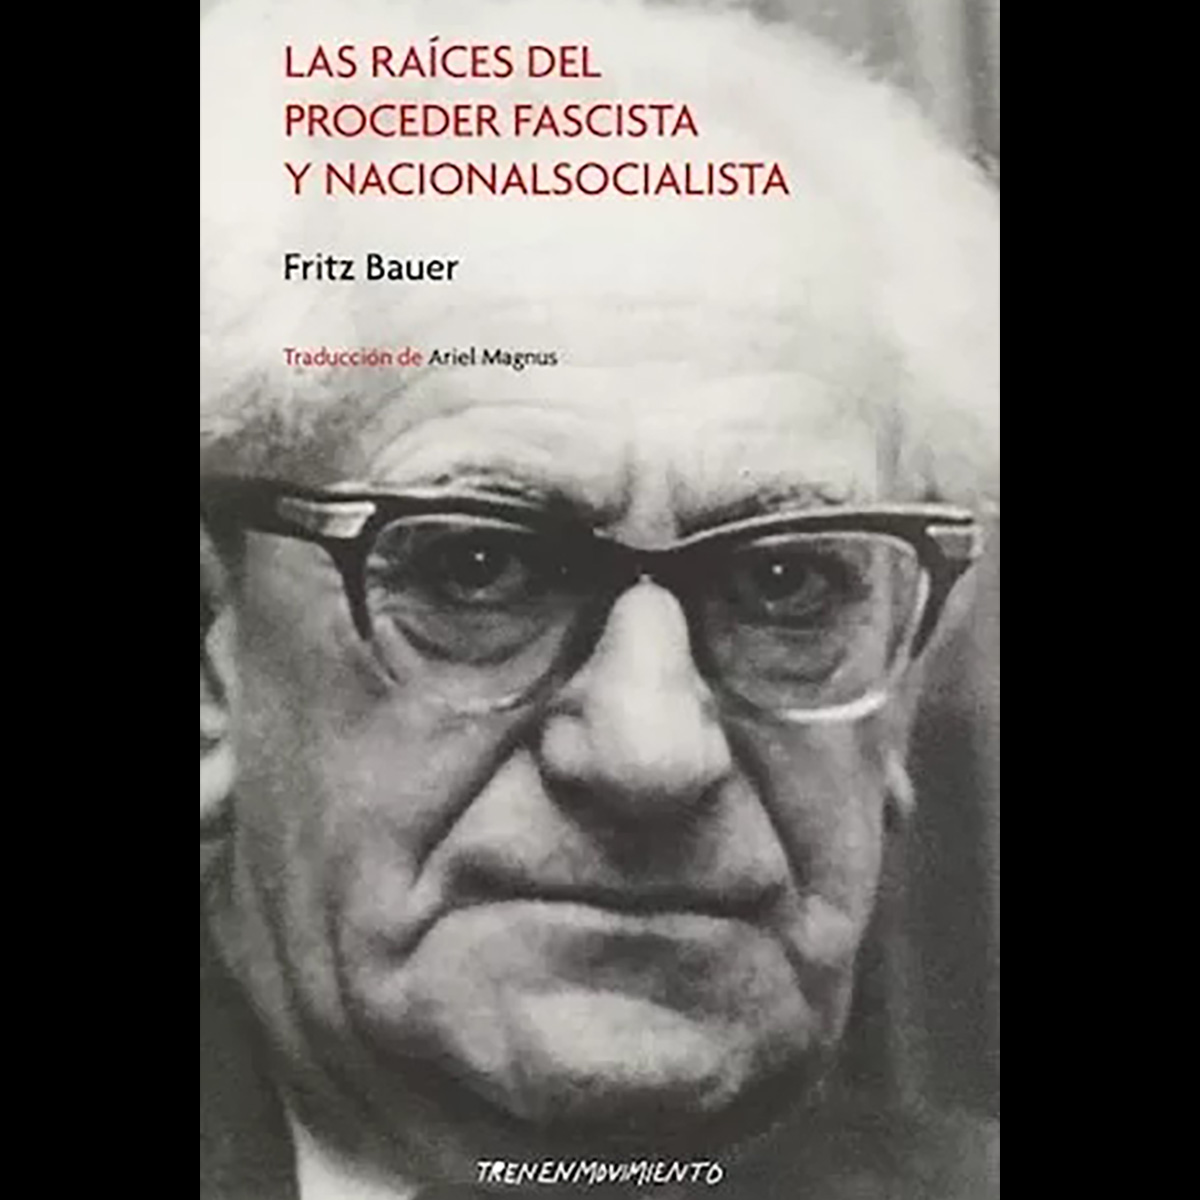 LAS RAÍCES DEL
PROCEDER FASCISTA
Y NACIONALSOCIALISTA
Fritz Bauer
Traducción de Ariel Magnus
TRENENMOVIMIENTO